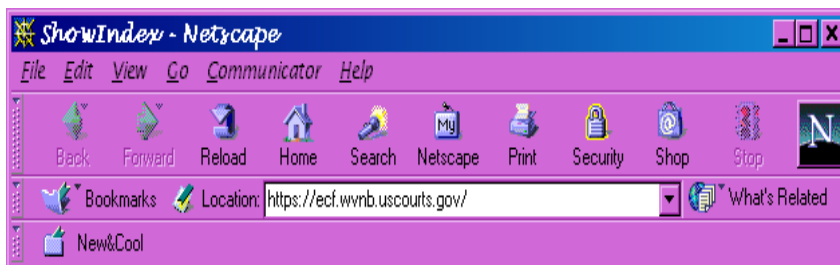 ShowIndex - Netscape
File Edit View Go Communicator Help
My N
Back Forward Reload Home Search Netscape Print Security Shop Stop
Bookmarks Location: https://ecf.wvnb.uscourts.gov/ What's Related
New&Cool